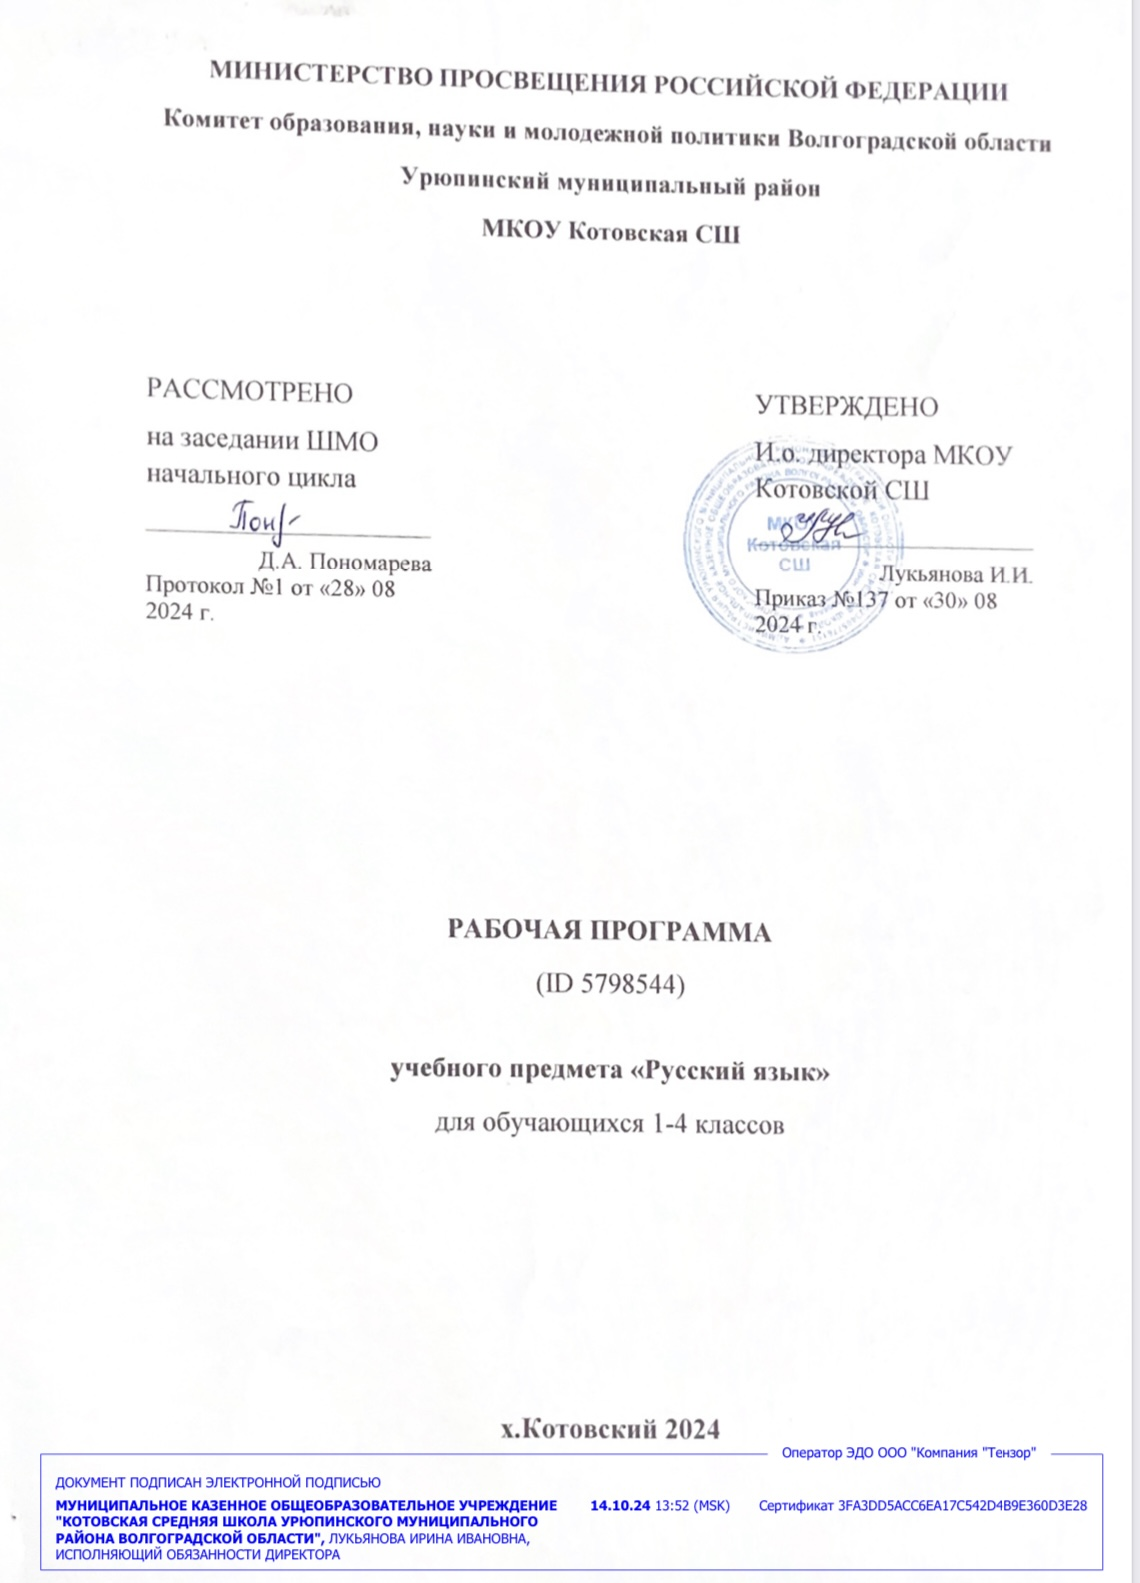 МИНИСТЕРСТВО ПРОСВЕЩЕНИЯ РОССИЙСКОЙ ФЕДЕРАЦИИ
Комитет образования, науки и молодежной политики Волгоградской области
Урюпинский муниципальный район
МКОУ Котовская СШ
РАССМОТРЕНО
на заседании ШМО
начального цикла
Д.А. Пономарева
Протокол №1 от «28» 08
2024 г.
УТВЕРЖДЕНО
И.о. директора МКОУ
Котовской СШ
МКОУ
Котовская
СШ
Лукьянова И.И.
Приказ №137 от «30» 08
2024 г.
РАБОЧАЯ ПРОГРАММА
(ID 5798544)
учебного предмета «Русский язык»
для обучающихся 1-4 классов
х.Котовский 2024
Оператор ЭДО ООО "Компания "Тензор"
ДОКУМЕНТ ПОДПИСАН ЭЛЕКТРОННОЙ ПОДПИСЬЮ
МУНИЦИПАЛЬНОЕ КАЗЕННОЕ ОБЩЕОБРАЗОВАТЕЛЬНОЕ УЧРЕЖДЕНИЕ 14.10.24 13:52 (MSK) Сертификат 3FA3DD5ACC6EA17C542D4B9E360D3E28
"КОТОВСКАЯ СРЕДНЯЯ ШКОЛА УРЮПИНСКОГО МУНИЦИПАЛЬНОГО
РАЙОНА ВОЛГОГРАДСКОЙ ОБЛАСТИ", ЛУКЬЯНОВА ИРИНА ИВАНОВНА,
ИСПОЛНЯЮЩИЙ ОБЯЗАННОСТИ ДИРЕКТОРА